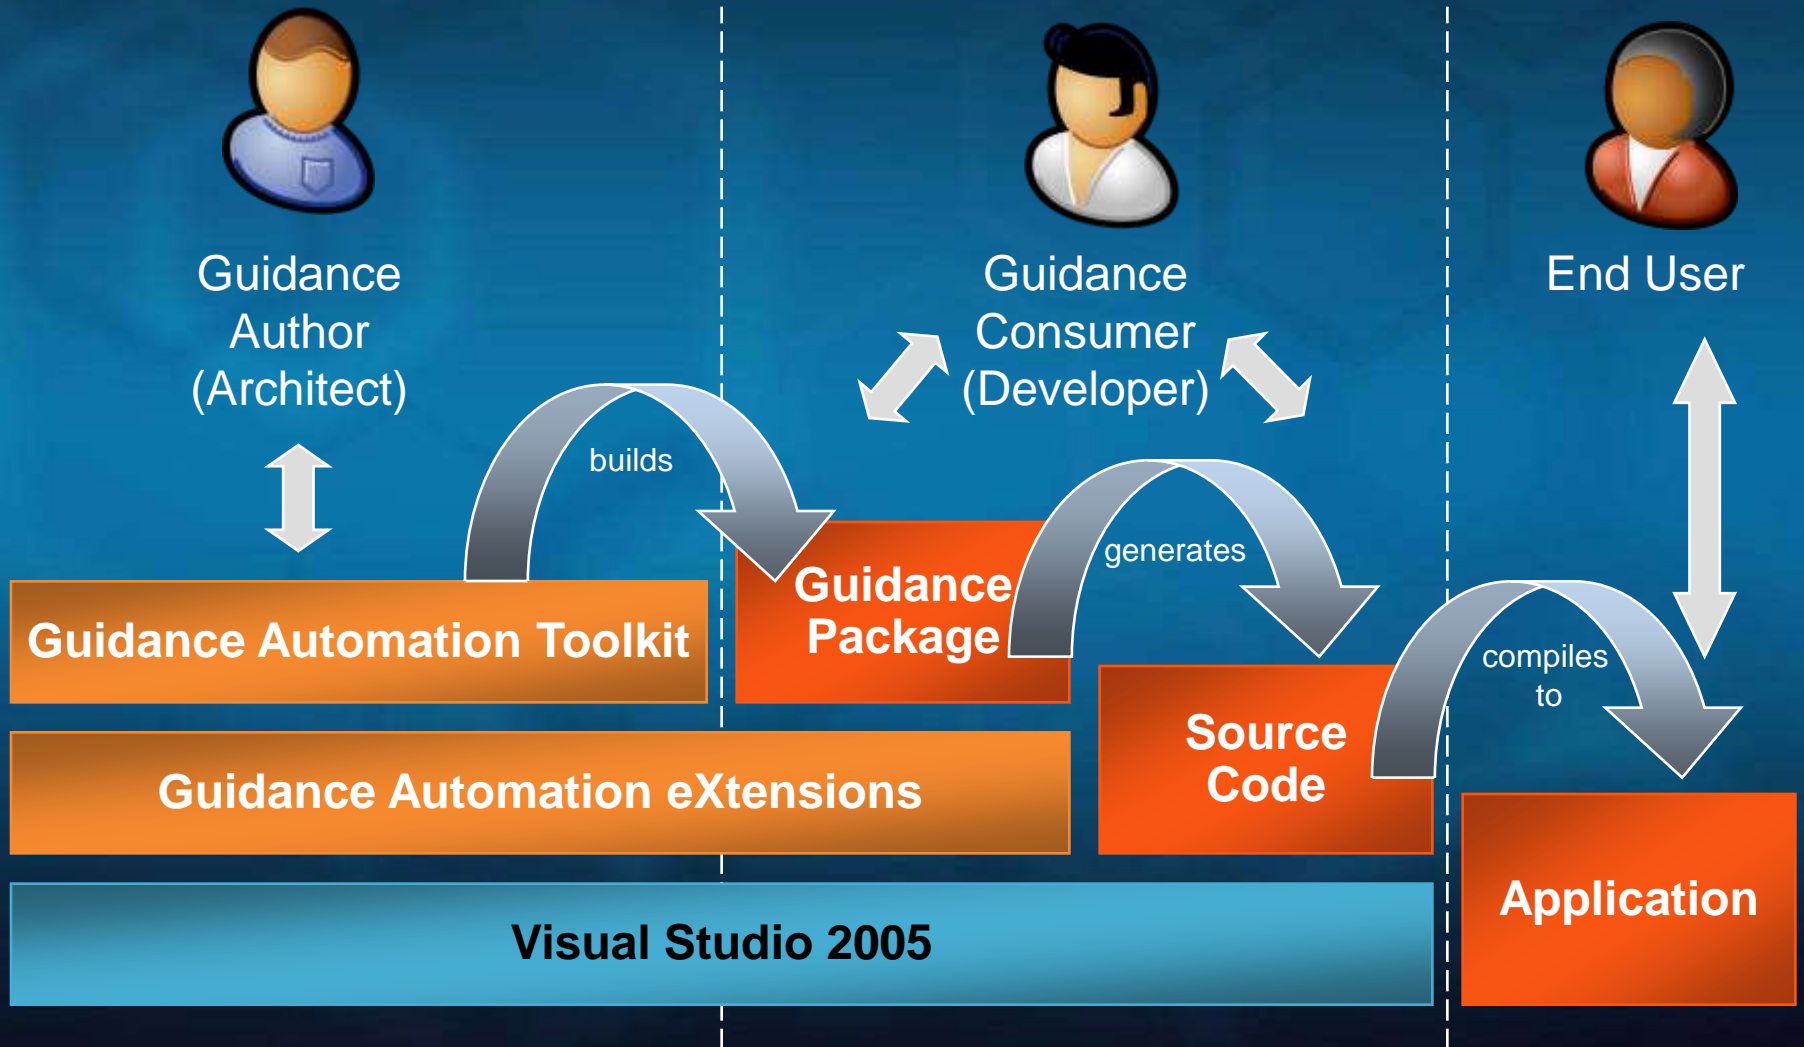 Guidance
Author
(Architect)
Guidance
Consumer
(Developer)
End User
builds
generates
compiles
to
Guidance Automation Toolkit
Guidance
Package
Source
Code
Guidance Automation eXtensions
Application
Visual Studio 2005